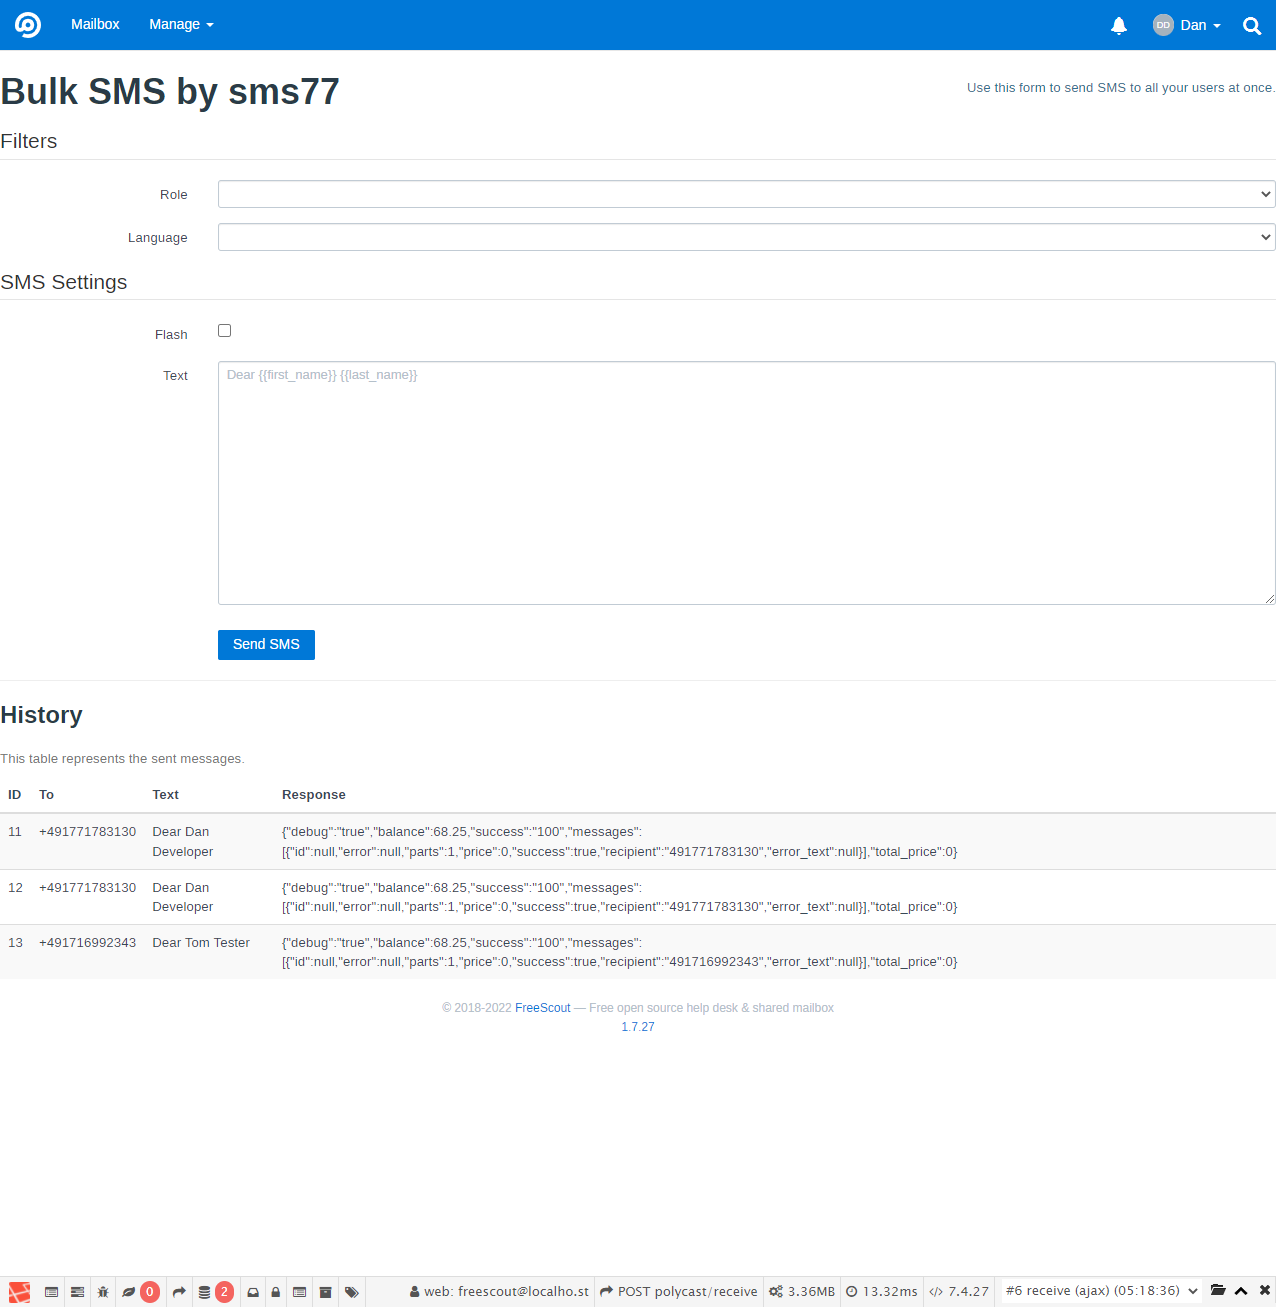 Mailbox Manage DD Dan
Bulk SMS by sms77
Use this form to send SMS to all your users at once.
Filters
Role
Language
SMS Settings
Flash
Text
Dear {{first_name}} {{last_name}}
Send SMS
History
This table represents the sent messages.
ID To Text Response
11 +491771783130 Dear Dan {"debug":"true","balance":68.25,"success":"100","messages":
Developer [{"id":null,"error":null,"parts":1,"price":0,"success":true,"recipient":"491771783130","error_text":null}],"total_price":0}
12 +491771783130 Dear Dan {"debug":"true","balance":68.25,"success":"100","messages":
Developer [{"id":null,"error":null,"parts":1,"price":0,"success":true,"recipient":"491771783130","error_text":null}],"total_price":0}
13 +491716992343 Dear Tom Tester {"debug":"true","balance":68.25,"success":"100","messages":
[{"id":null,"error":null,"parts":1,"price":0,"success":true,"recipient":"491716992343","error_text":null}],"total_price":0}
© 2018-2022 FreeScout — Free open source help desk & shared mailbox
1.7.27
0 2 web: freescout@localho.st POST polycast/receive 3.36MB 13.32ms 7.4.27 #6 receive (ajax) (05:18:36)